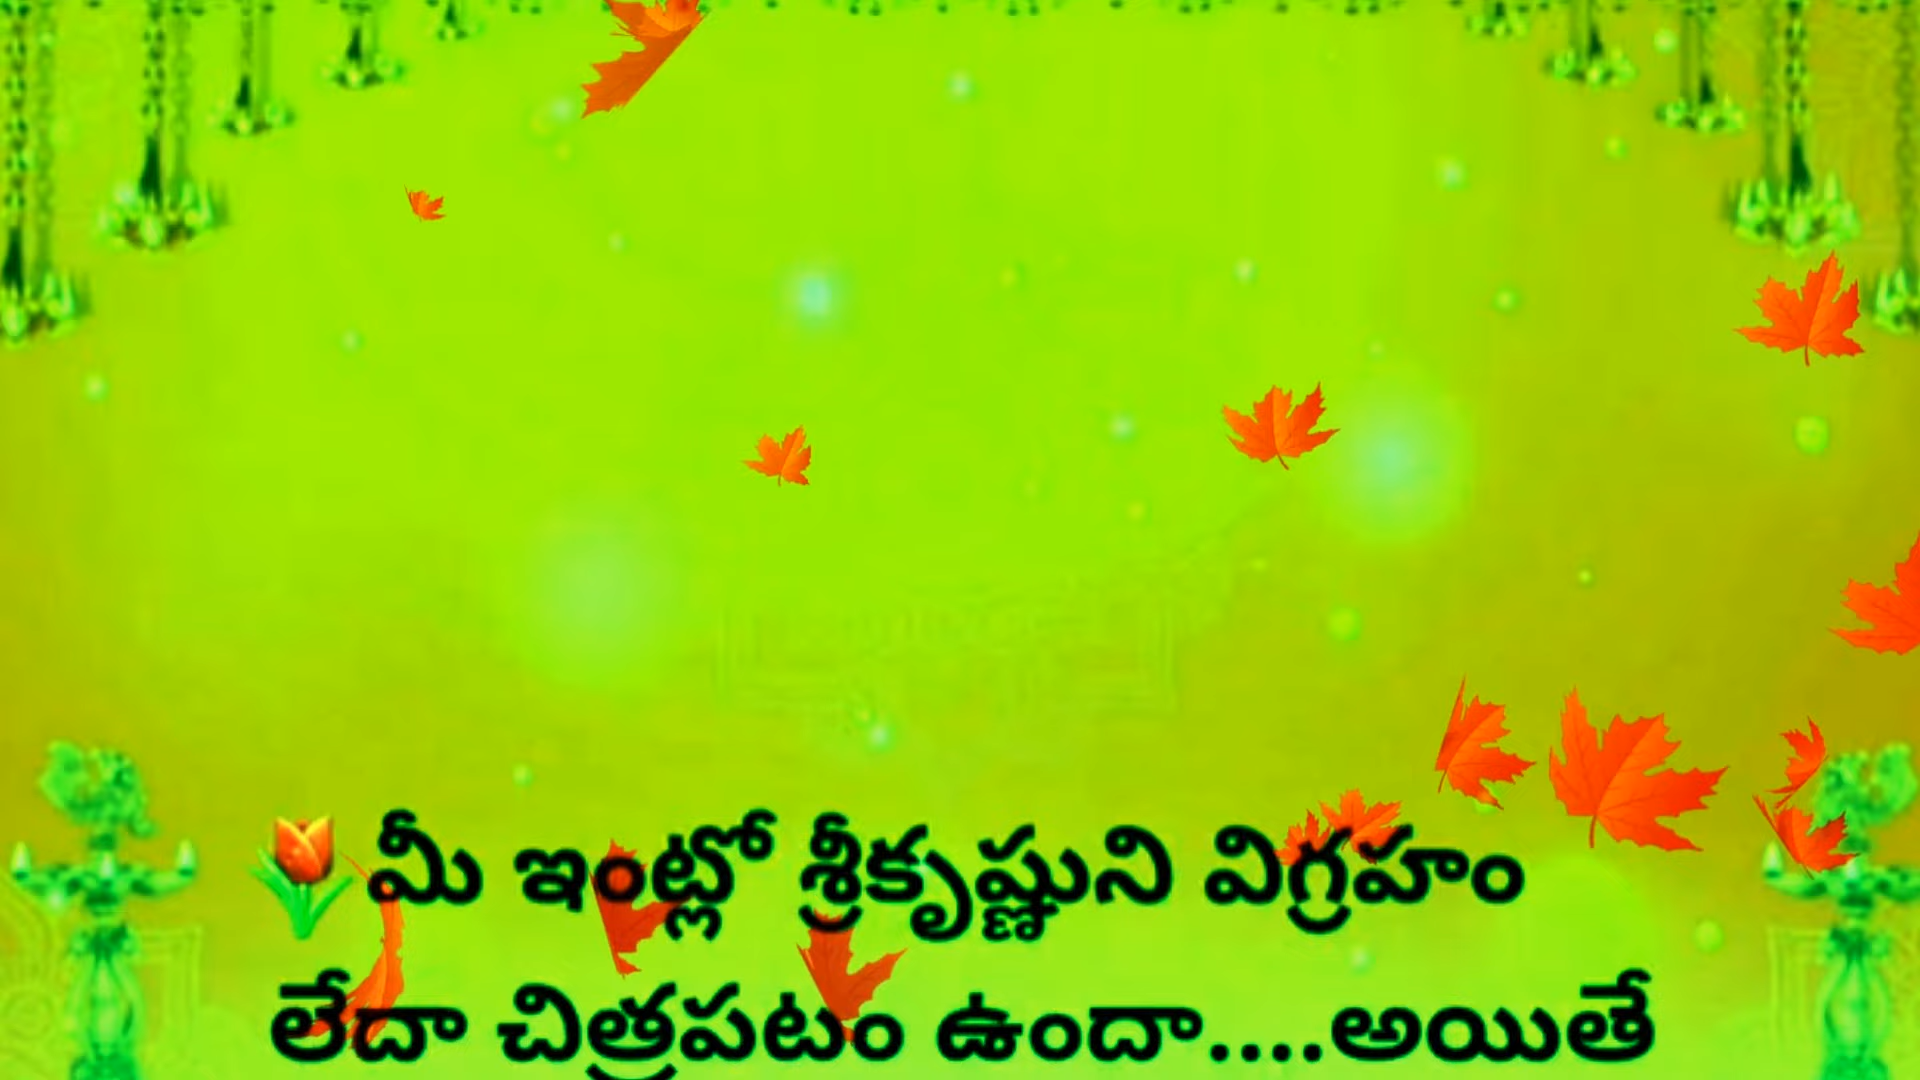 🌷 మీ ఇంట్లో శ్రీకృష్ణుని విగ్రహం
లేదా చిత్రపటం ఉందా....అయితే